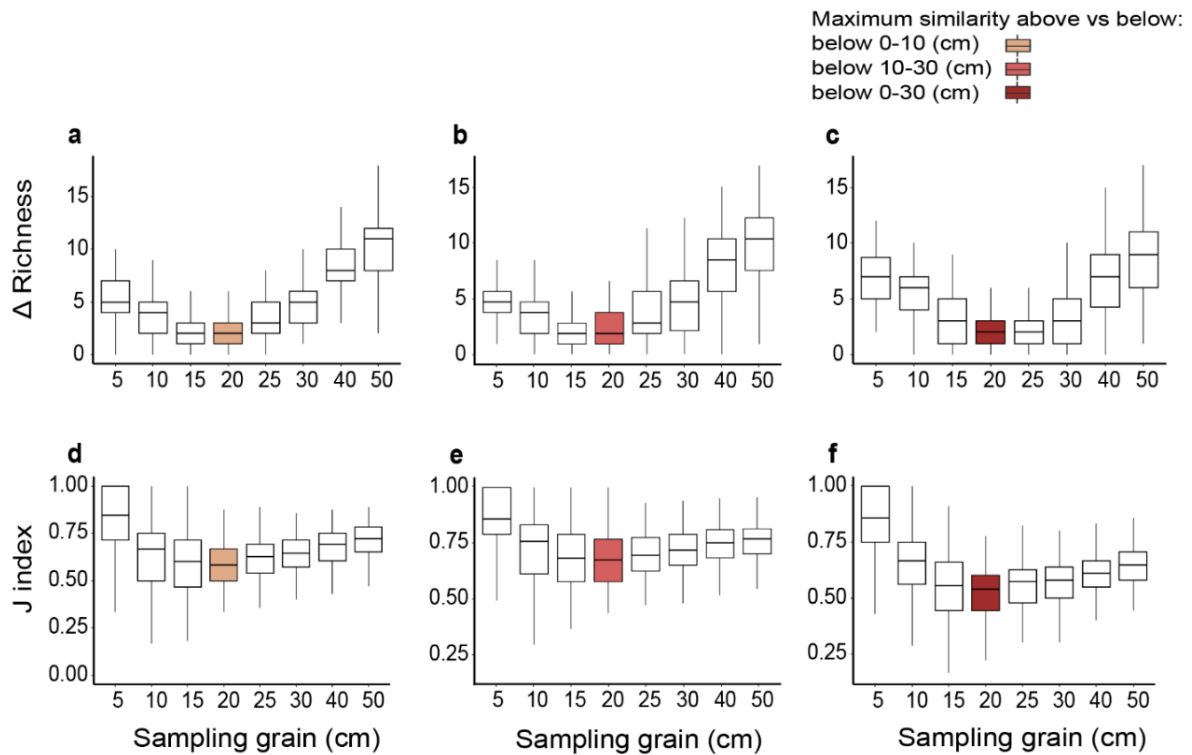 Maximum similarity above vs below:
below 0-10 (cm)
below 10-30 (cm)
below 0-30 (cm)
a
b
c
Δ Richness
15
10
5
0
5 10 15 20 25 30 40 50
15
10
5
0
5 10 15 20 25 30 40 50
15
10
5
0
5 10 15 20 25 30 40 50
d
e
f
J index
1.00
0.75
0.50
0.25
0.00
5 10 15 20 25 30 40 50
1.00
0.75
0.50
0.25
5 10 15 20 25 30 40 50
1.00
0.75
0.50
0.25
5 10 15 20 25 30 40 50
Sampling grain (cm)
Sampling grain (cm)
Sampling grain (cm)